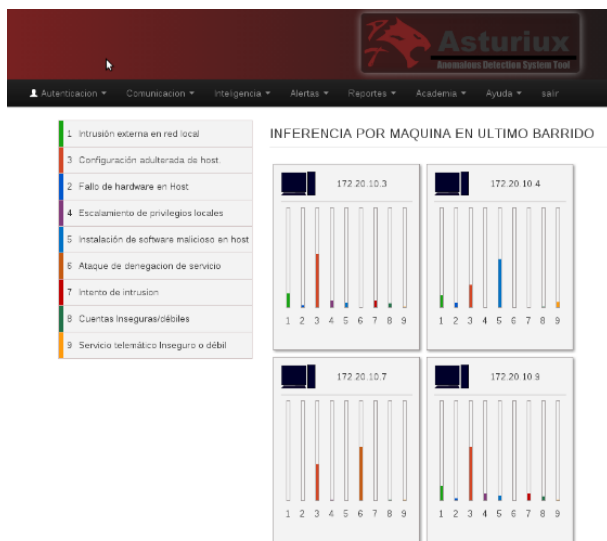 Asturiux
Anomalous Detection System Tool
Autenticacion Comunicacion Inteligencia Alertas Reportes Academia Ayuda salir
1 Intrusión externa en red local
3 Configuración adulterada de host.
2 Fallo de hardware en Host
4 Escalamiento de privilegios locales
5 Instalación de software malicioso en host
6 Ataque de denegacion de servicio
7 Intento de intrusion
8 Cuentas Inseguras/débiles
9 Servicio telemático Inseguro o débil
INFERENCIA POR MAQUINA EN ULTIMO BARRIDO
172.20.10.3
1 2 3 4 5 6 7 8 9
172.20.10.4
1 2 3 4 5 6 7 8 9
172.20.10.7
1 2 3 4 5 6 7 8 9
172.20.10.9
1 2 3 4 5 6 7 8 9